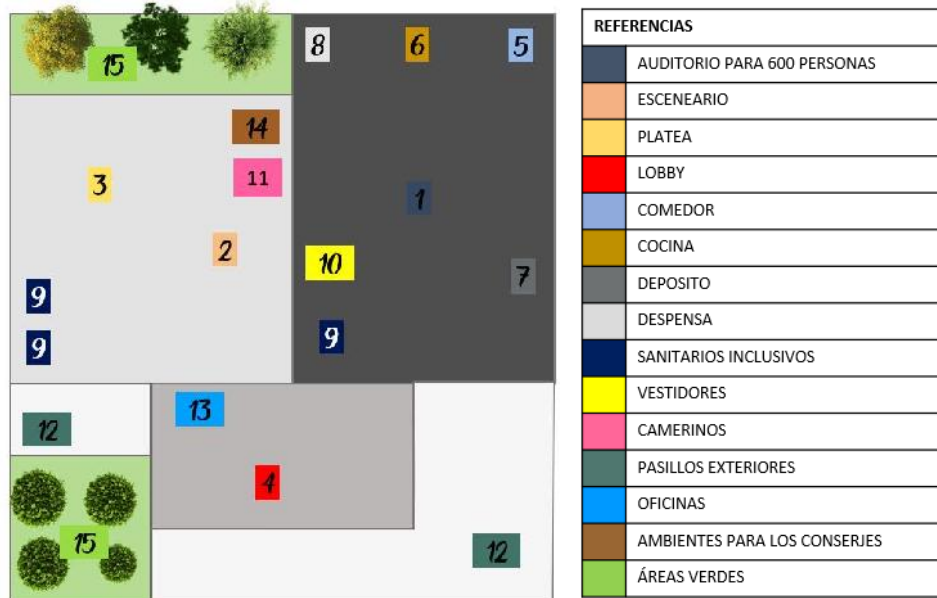 15
8
6
5
14
3
11
1
2
10
7
9
9
9
13
12
4
15
12
REFERENCIAS
AUDITORIO PARA 600 PERSONAS
ESCENEARIO
PLATEA
LOBBY
COMEDOR
COCINA
DEPOSITO
DESPENSA
SANITARIOS INCLUSIVOS
VESTIDORES
CAMERINOS
PASILLOS EXTERIORES
OFICINAS
AMBIENTES PARA LOS CONSERJES
ÁREAS VERDES